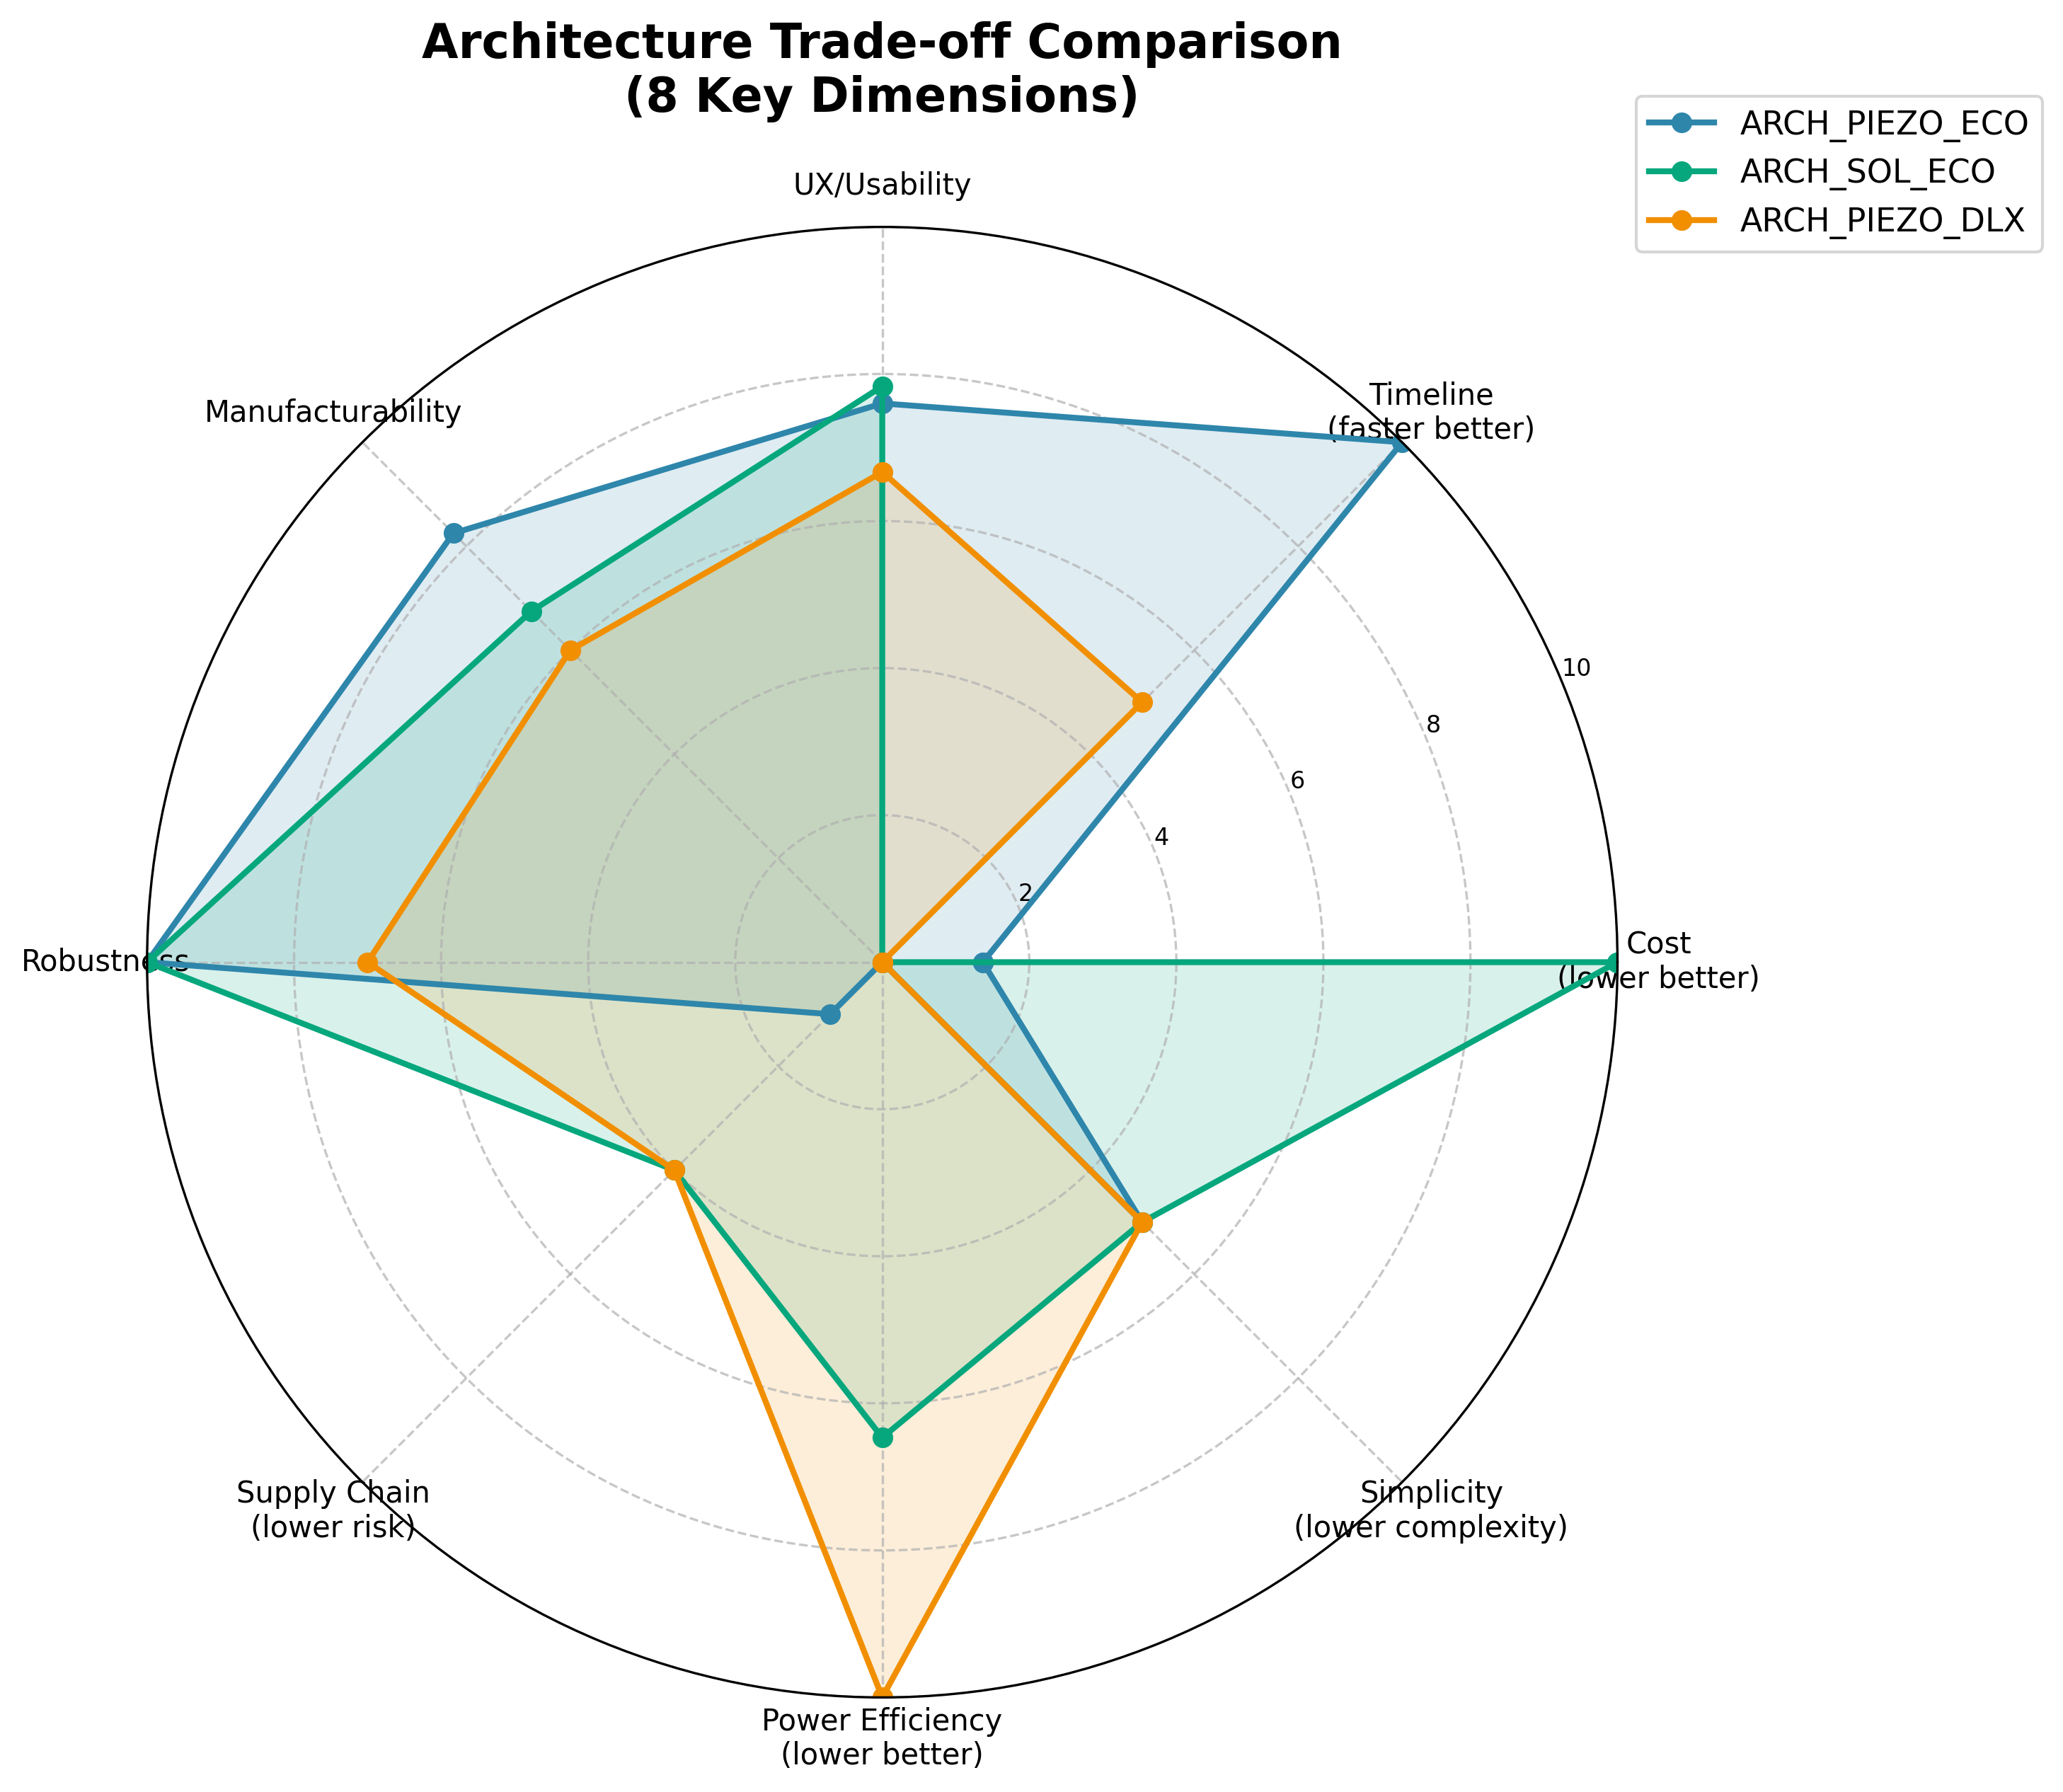 Architecture Trade-off Comparison
(8 Key Dimensions)
ARCH_PIEZO_ECO
ARCH_SOL_ECO
ARCH_PIEZO_DLX
UX/Usability
Timeline
(faster better)
Manufacturability
10
8
6
4
2
Cost
(lower better)
Robustness
Supply Chain
(lower risk)
Simplicity
(lower complexity)
Power Efficiency
(lower better)